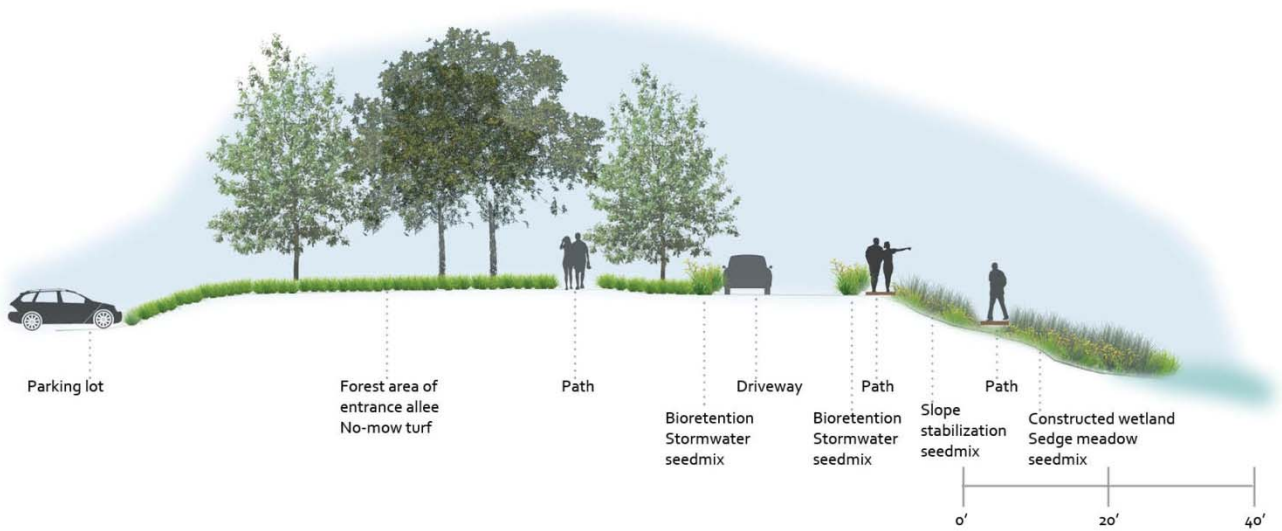 Parking lot
Forest area of
entrance allee
No-mow turf
Path
Bioretention
Stormwater
seedmix
Driveway
Bioretention
Stormwater
seedmix
Path
Slope
stabilization
seedmix
Path
Constructed wetland
Sedge meadow
seedmix
0'
20'
40'